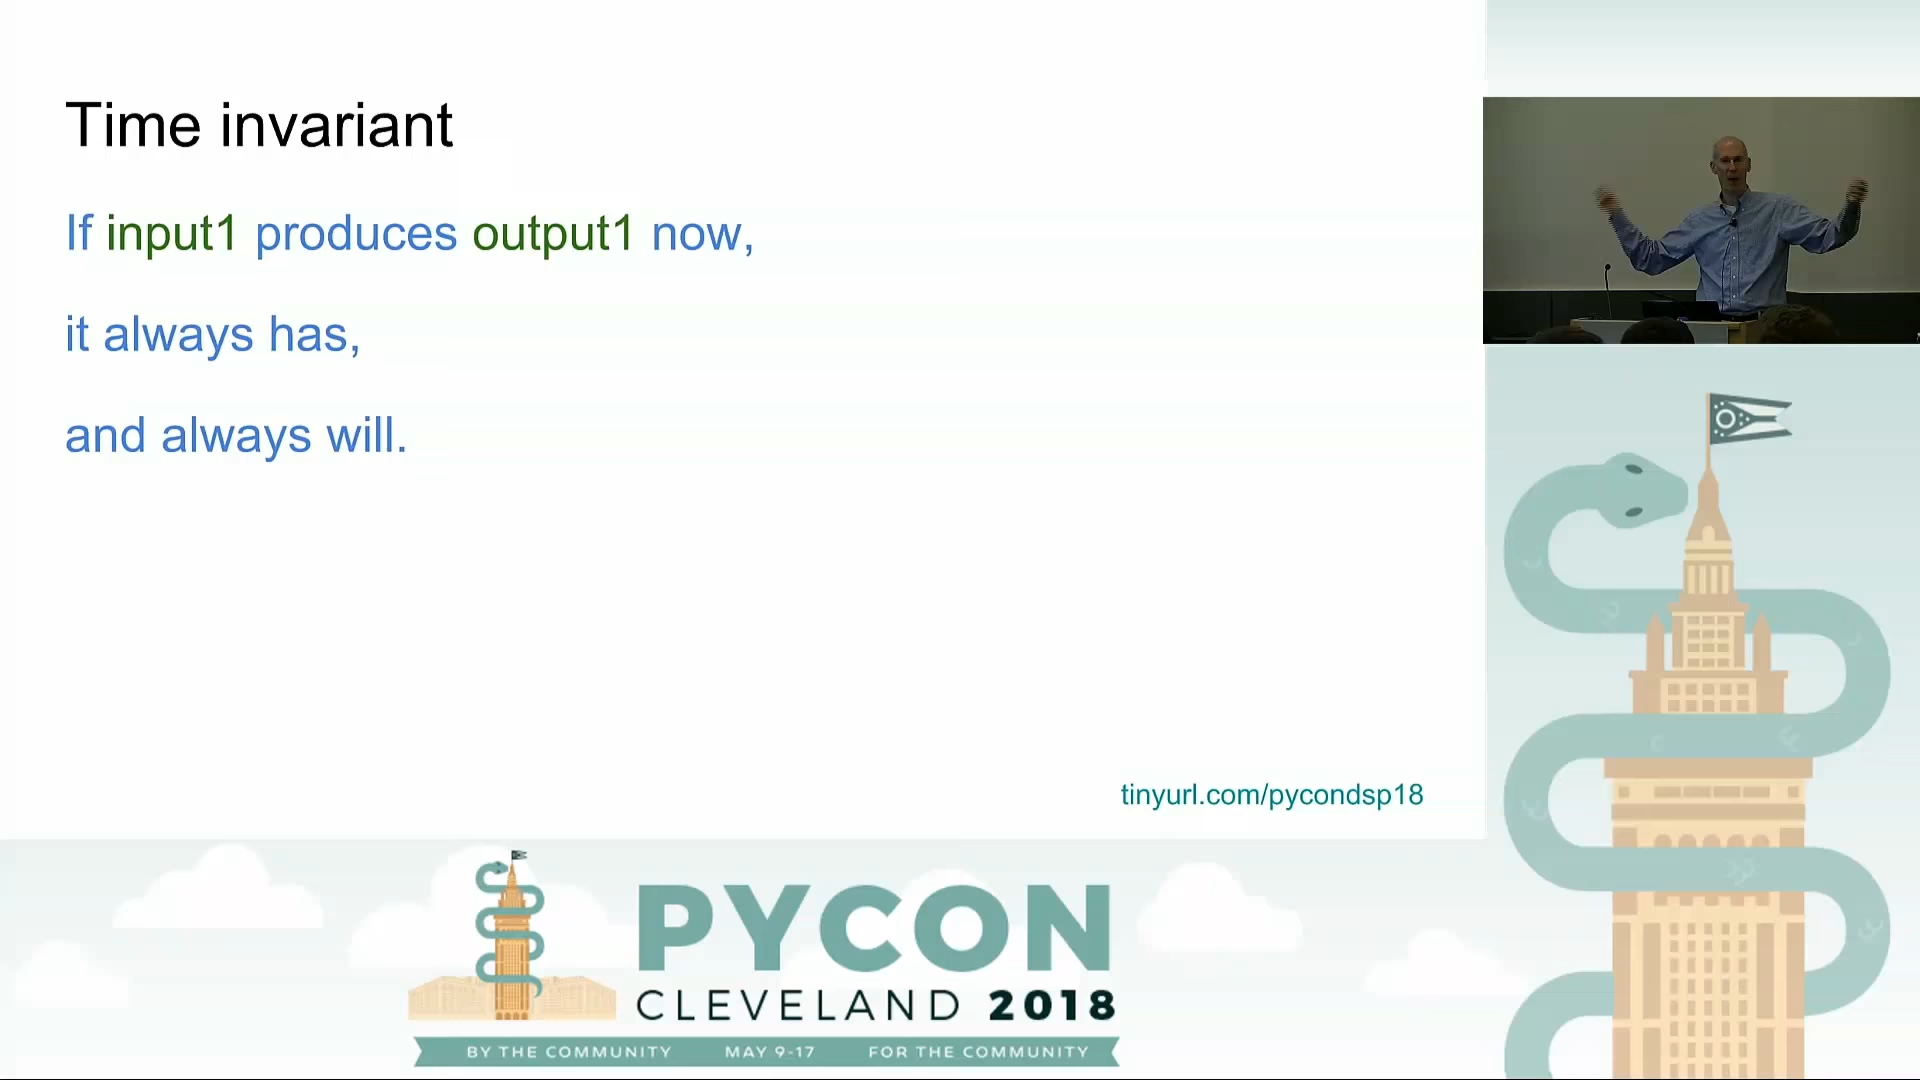 Time invariant
If input1 produces output1 now,
it always has,
and always will.
tinyurl.com/pycondsp18
PYCON
CLEVELAND 2018
BY THE COMMUNITY MAY 9-17 FOR THE COMMUNITY